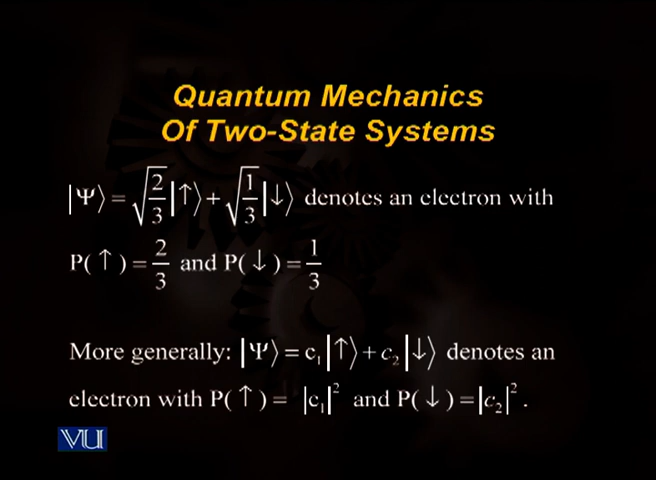 Quantum Mechanics
Of Two-State Systems
|Ψ⟩ = √(2/3) |↑⟩ + √(1/3) |↓⟩ denotes an electron with
P(↑) = 2/3 and P(↓) = 1/3
More generally: |Ψ⟩ = c₁|↑⟩ + c₂|↓⟩ denotes an
electron with P(↑) = |c₁|² and P(↓) = |c₂|².
VU